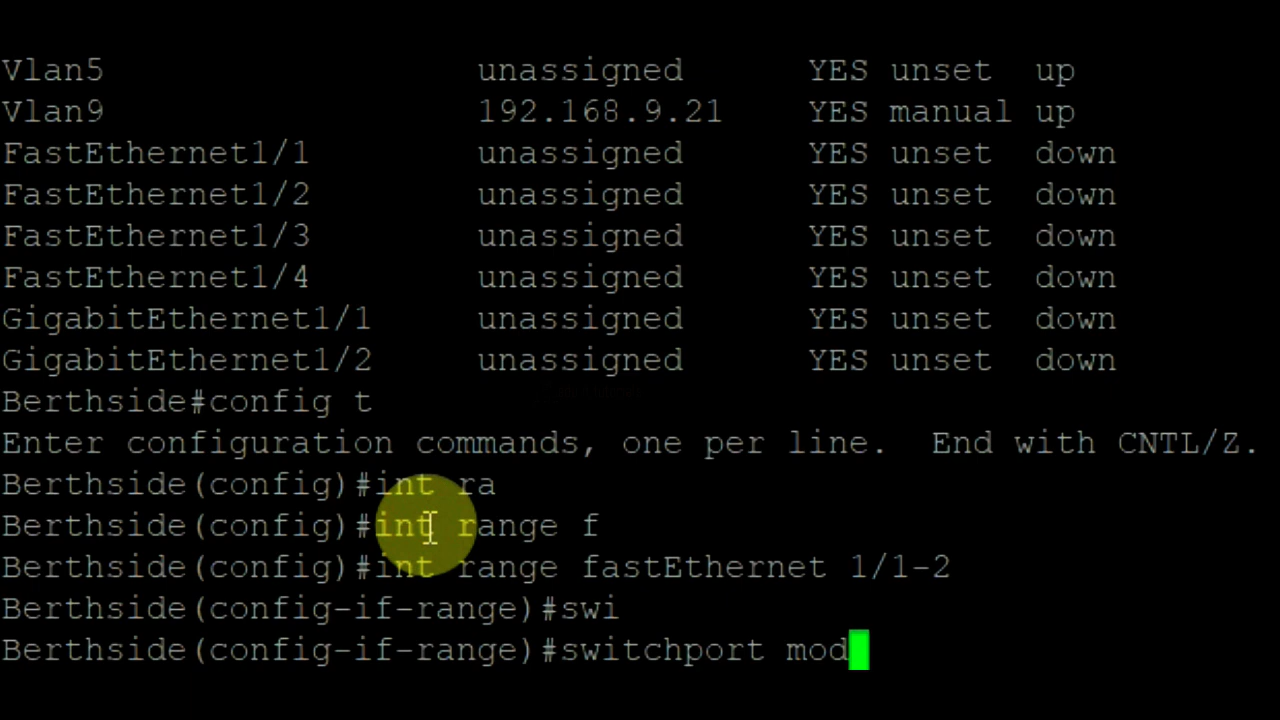 Vlan5 unassigned YES unset up
Vlan9 192.168.9.21 YES manual up
FastEthernet1/1 unassigned YES unset down
FastEthernet1/2 unassigned YES unset down
FastEthernet1/3 unassigned YES unset down
FastEthernet1/4 unassigned YES unset down
GigabitEthernet1/1 unassigned YES unset down
GigabitEthernet1/2 unassigned YES unset down
Berthside#config t
Enter configuration commands, one per line. End with CNTL/Z.
Berthside(config)#int ra
Berthside(config)#int range f
Berthside(config)#int range fastEthernet 1/1-2
Berthside(config-if-range)#swi
Berthside(config-if-range)#switchport mod